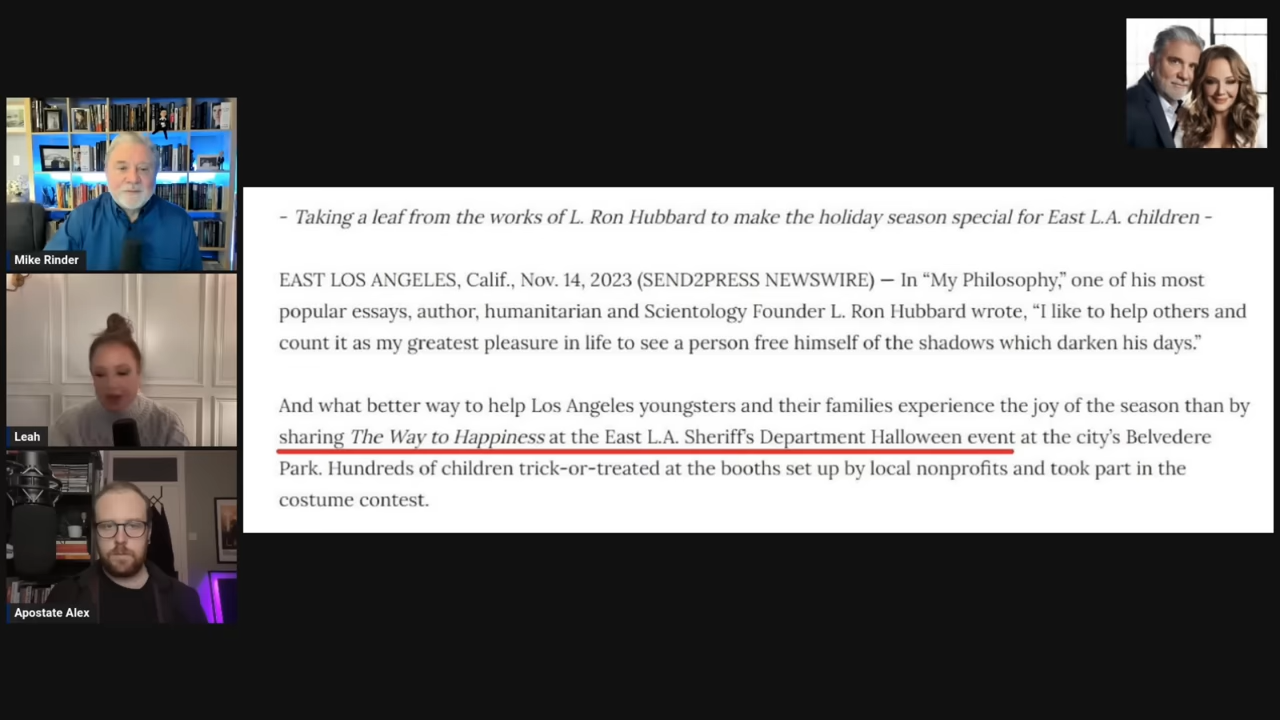 Mike Rinder
Leah
Apostate Alex
- Taking a leaf from the works of L. Ron Hubbard to make the holiday season special for East L.A. children -
EAST LOS ANGELES, Calif., Nov. 14, 2023 (SEND2PRESS NEWSWIRE) — In “My Philosophy,” one of his most
popular essays, author, humanitarian and Scientology Founder L. Ron Hubbard wrote, “I like to help others and
count it as my greatest pleasure in life to see a person free himself of the shadows which darken his days.”
And what better way to help Los Angeles youngsters and their families experience the joy of the season than by
sharing The Way to Happiness at the East L.A. Sheriff’s Department Halloween event at the city’s Belvedere
Park. Hundreds of children trick-or-treated at the booths set up by local nonprofits and took part in the
costume contest.